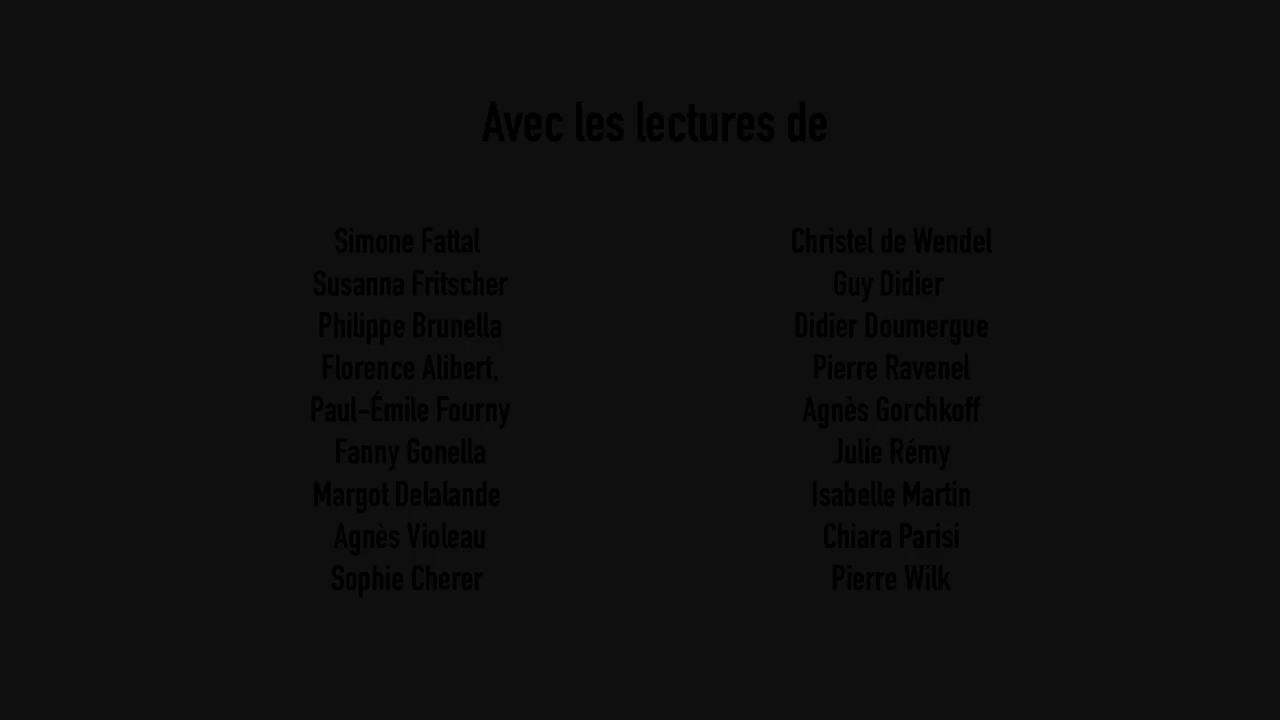 Avec les lectures de
Simone Fattal
Susanna Fritscher
Philippe Brunella
Florence Alibert,
Paul-Émile Fourny
Fanny Gonella
Margot Delalande
Agnès Violeau
Sophie Cherer
Christel de Wendel
Guy Didier
Didier Doumergue
Pierre Ravenel
Agnès Gorchkoff
Julie Rémy
Isabelle Martin
Chiara Parisi
Pierre Wilk